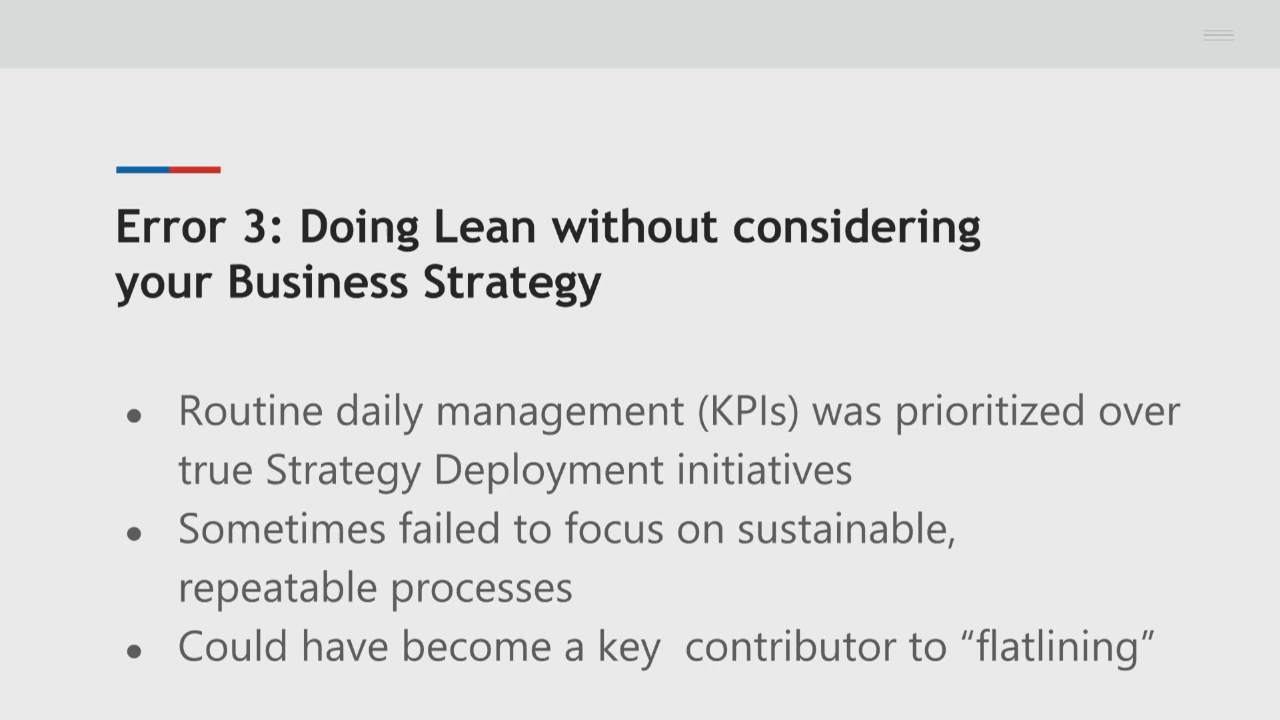 Error 3: Doing Lean without considering
your Business Strategy
● Routine daily management (KPIs) was prioritized over
true Strategy Deployment initiatives
● Sometimes failed to focus on sustainable,
repeatable processes
● Could have become a key  contributor to “flatlining”